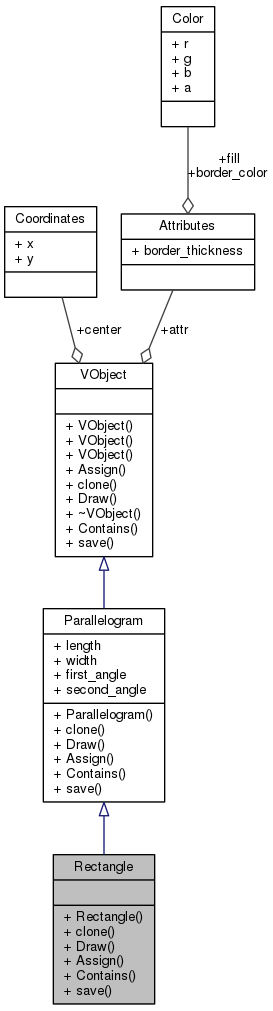 Color
+ r
+ g
+ b
+ a
+fill
+border_color
Coordinates
+ x
+ y
Attributes
+ border_thickness
+center
+attr
VObject
+ VObject()
+ VObject()
+ VObject()
+ Assign()
+ clone()
+ Draw()
+ ~VObject()
+ Contains()
+ save()
Parallelogram
+ length
+ width
+ first_angle
+ second_angle
+ Parallelogram()
+ clone()
+ Draw()
+ Assign()
+ Contains()
+ save()
Rectangle
+ Rectangle()
+ clone()
+ Draw()
+ Assign()
+ Contains()
+ save()